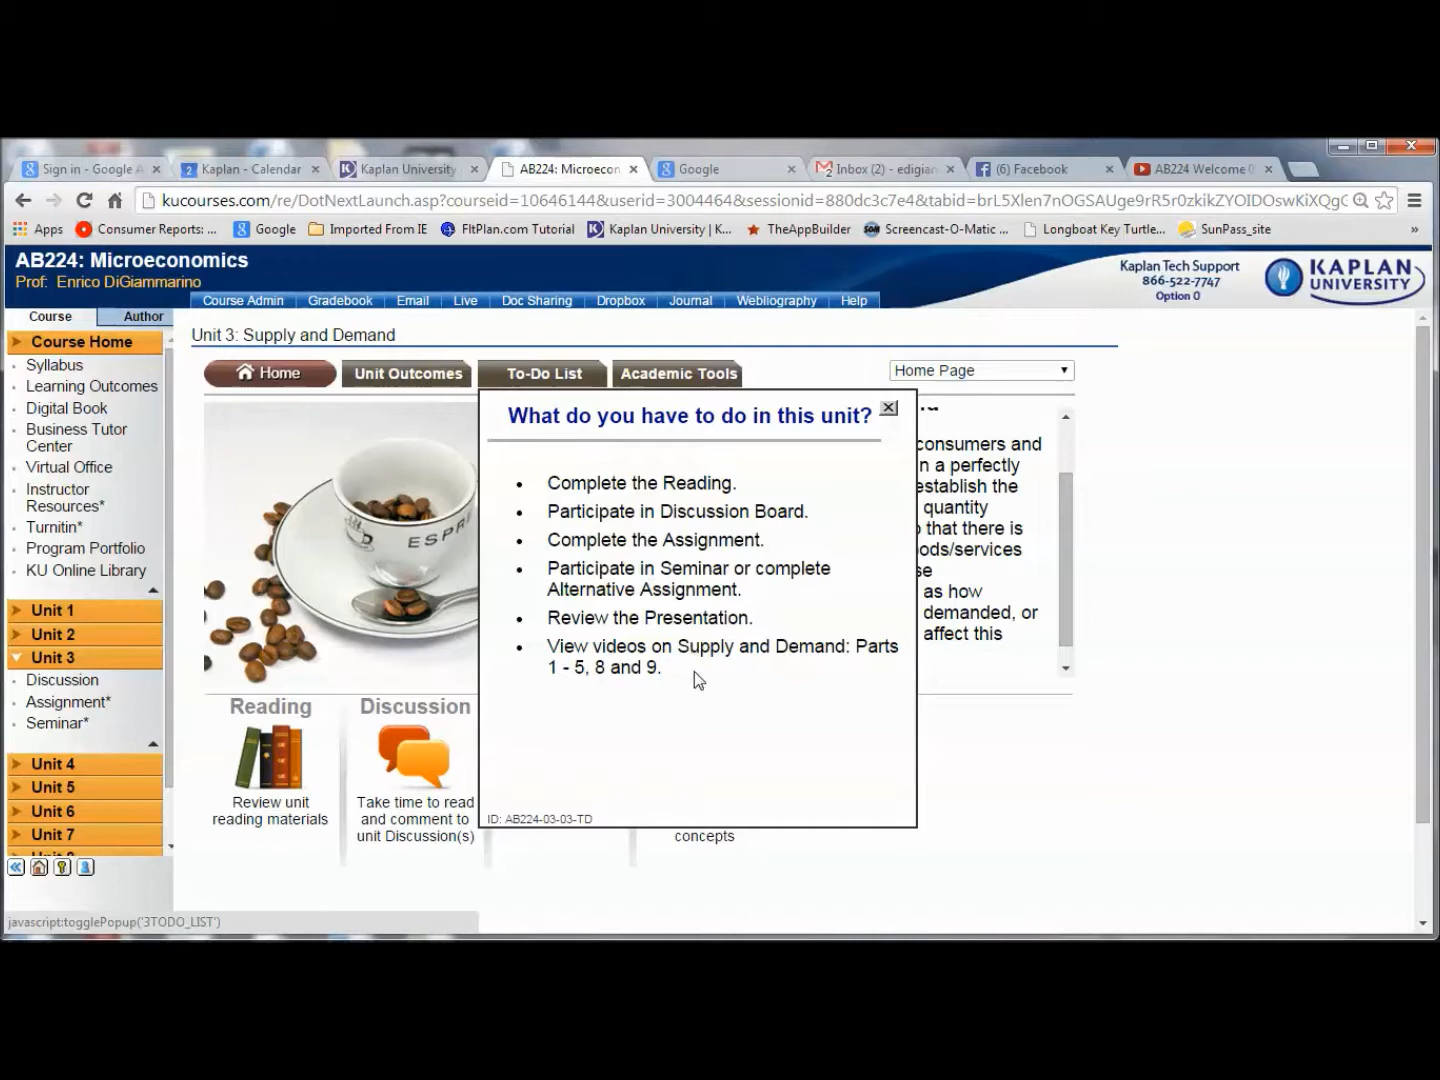 Sign in - Google A
Kaplan - Calendar
Kaplan University
AB224: Microecon
Google
Inbox (2) - edigian
(6) Facebook
AB224 Welcome
kucourses.com/re/DotNextLaunch.asp?courseid=10646144&userid=3004464&sessionid=880dc3c7e4&tabid=brL5Xlen7nOGSAUge9rR5r0zkikZYOIDOswKiXQgG
Apps
Consumer Reports: ...
Google
Imported From IE
FltPlan.com Tutorial
Kaplan University | K...
TheAppBuilder
Screencast-O-Matic ...
Longboat Key Turtle...
SunPass_site
»
AB224: Microeconomics
Prof: Enrico DiGiammarino
Kaplan Tech Support
866-522-7747
Option 0
KAPLAN
UNIVERSITY
Course Admin | Gradebook | Email | Live | Doc Sharing | Dropbox | Journal | Webliography | Help
Course
Author
Course Home
Syllabus
Learning Outcomes
Digital Book
Business Tutor
Center
Virtual Office
Instructor
Resources*
Turnitin*
Program Portfolio
KU Online Library
Unit 1
Unit 2
Unit 3
Discussion
Assignment*
Seminar*
Unit 4
Unit 5
Unit 6
Unit 7
Unit 3: Supply and Demand
Home
Unit Outcomes
To-Do List
Academic Tools
Home Page
ESPR
What do you have to do in this unit?
• Complete the Reading.
• Participate in Discussion Board.
• Complete the Assignment.
• Participate in Seminar or complete
Alternative Assignment.
• Review the Presentation.
• View videos on Supply and Demand: Parts
1 - 5, 8 and 9.
ID: AB224-03-03-TD
consumers and
n a perfectly
establish the
quantity
that there is
ods/services
se
as how
demanded, or
affect this
Reading
Review unit
reading materials
Discussion
Take time to read
and comment to
unit Discussion(s)
concepts
javascript:togglePopup('3TODO_LIST')